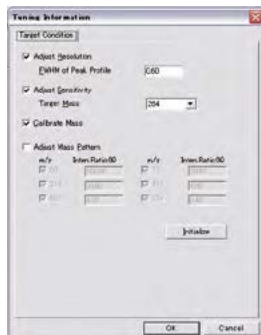 Tuning Information
Target Condition
Adjust Resolution
FWHM of Peak Profile 0.60
Adjust Sensitivity
Target Mass 264
Calibrate Mass
Adjust Mass Pattern
m/z Inten.Ratio(%) m/z Inten.Ratio(%)
Initialize
OK Cancel